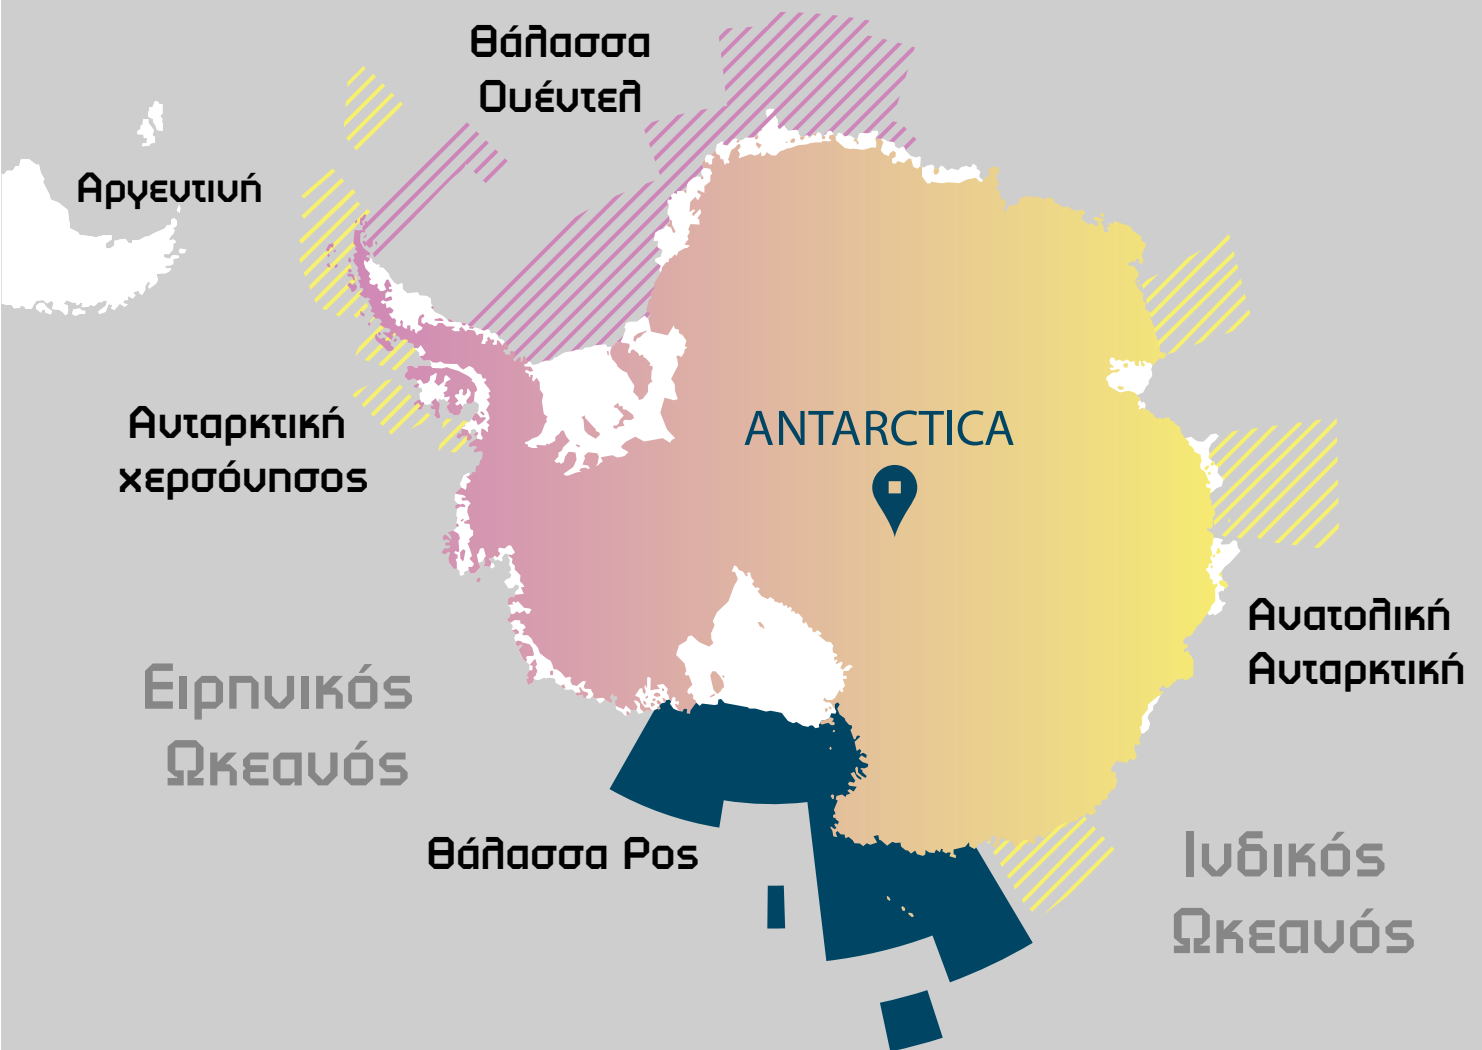 Θάλασσα
Ουέντελ
Αργεντινή
Ανταρκτική
χερσόνησος
ANTARCTICA
Ανατολική
Ανταρκτική
Ειρηνικός
Ωκεανός
Θάλασσα Ρος
Ινδικός
Ωκεανός